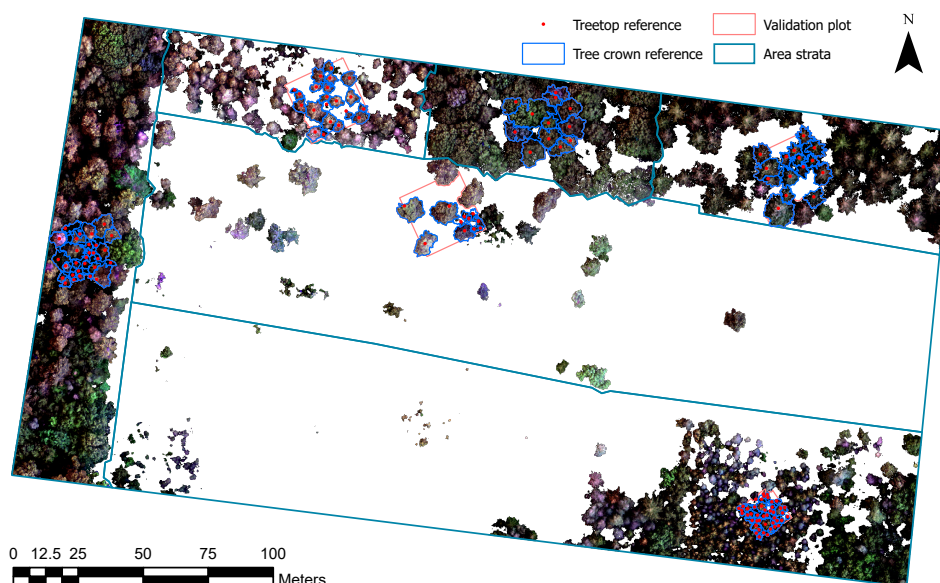 Treetop reference
Validation plot
N
Tree crown reference
Area strata
0 12.5 25 50 75 100
Meters